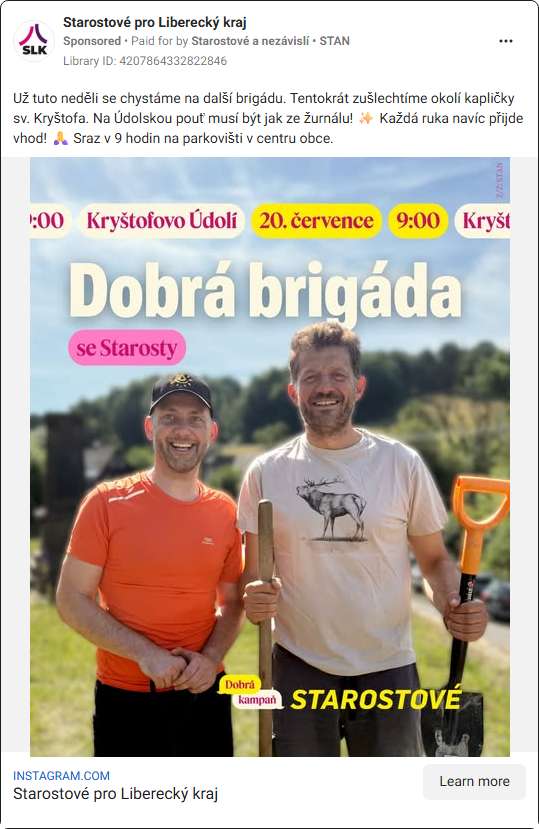 SLK
Starostové pro Liberecký kraj
Sponsored • Paid for by Starostové a nezávislí • STAN
Library ID: 4207864332822846
Už tuto neděli se chystáme na další brigádu. Tentokrát zušlechtíme okolí kapličky
sv. Kryštofa. Na Údolskou pouť musí být jak ze žurnálu! ✨ Každá ruka navíc přijde
vhod! 🙏 Sraz v 9 hodin na parkovišti v centru obce.
Z/Z: STAN
9:00 Kryštofovo Údolí 20. července 9:00 Kryšt
Dobrá brigáda
se Starosty
Dobrá
kampaň
STAROSTOVÉ
INSTAGRAM.COM
Starostové pro Liberecký kraj
Learn more